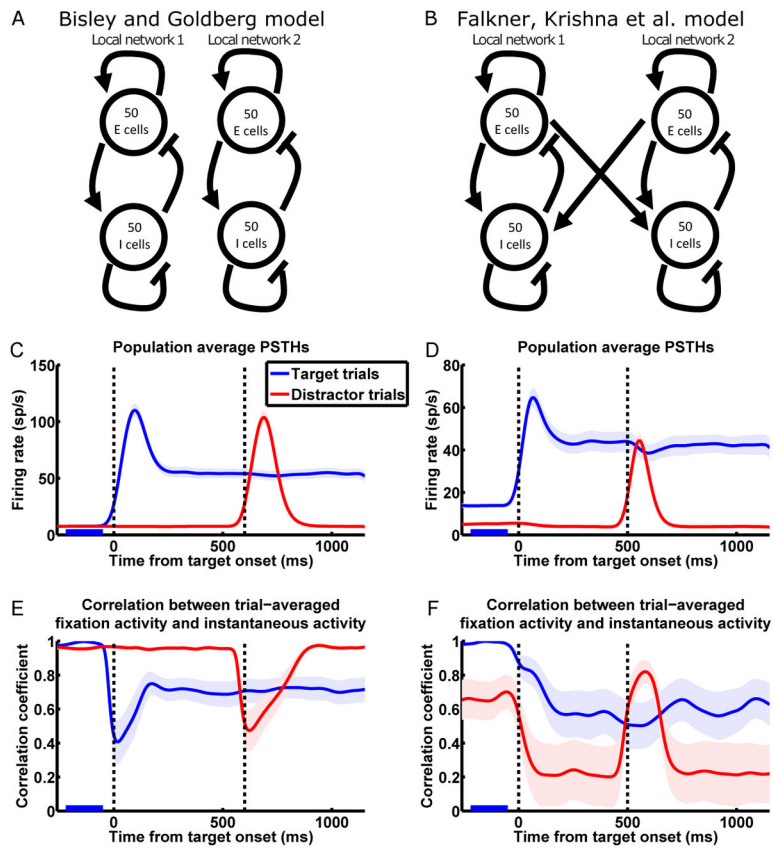 A Bisley and Goldberg model
Local network 1 Local network 2
50
E cells
50
E cells
50
I cells
50
I cells
B Falkner, Krishna et al. model
Local network 1 Local network 2
50
E cells
50
E cells
50
I cells
50
I cells
C Population average PSTHs
Firing rate (sp/s)
150
100
50
0
Target trials
Distractor trials
0 500 1000
Time from target onset (ms)
D Population average PSTHs
Firing rate (sp/s)
80
60
40
20
0
0 500 1000
Time from target onset (ms)
E Correlation between trial-averaged
fixation activity and instantaneous activity
Correlation coefficient
1
0.8
0.6
0.4
0.2
0
0 500 1000
Time from target onset (ms)
F Correlation between trial-averaged
fixation activity and instantaneous activity
Correlation coefficient
1
0.8
0.6
0.4
0.2
0
0 500 1000
Time from target onset (ms)